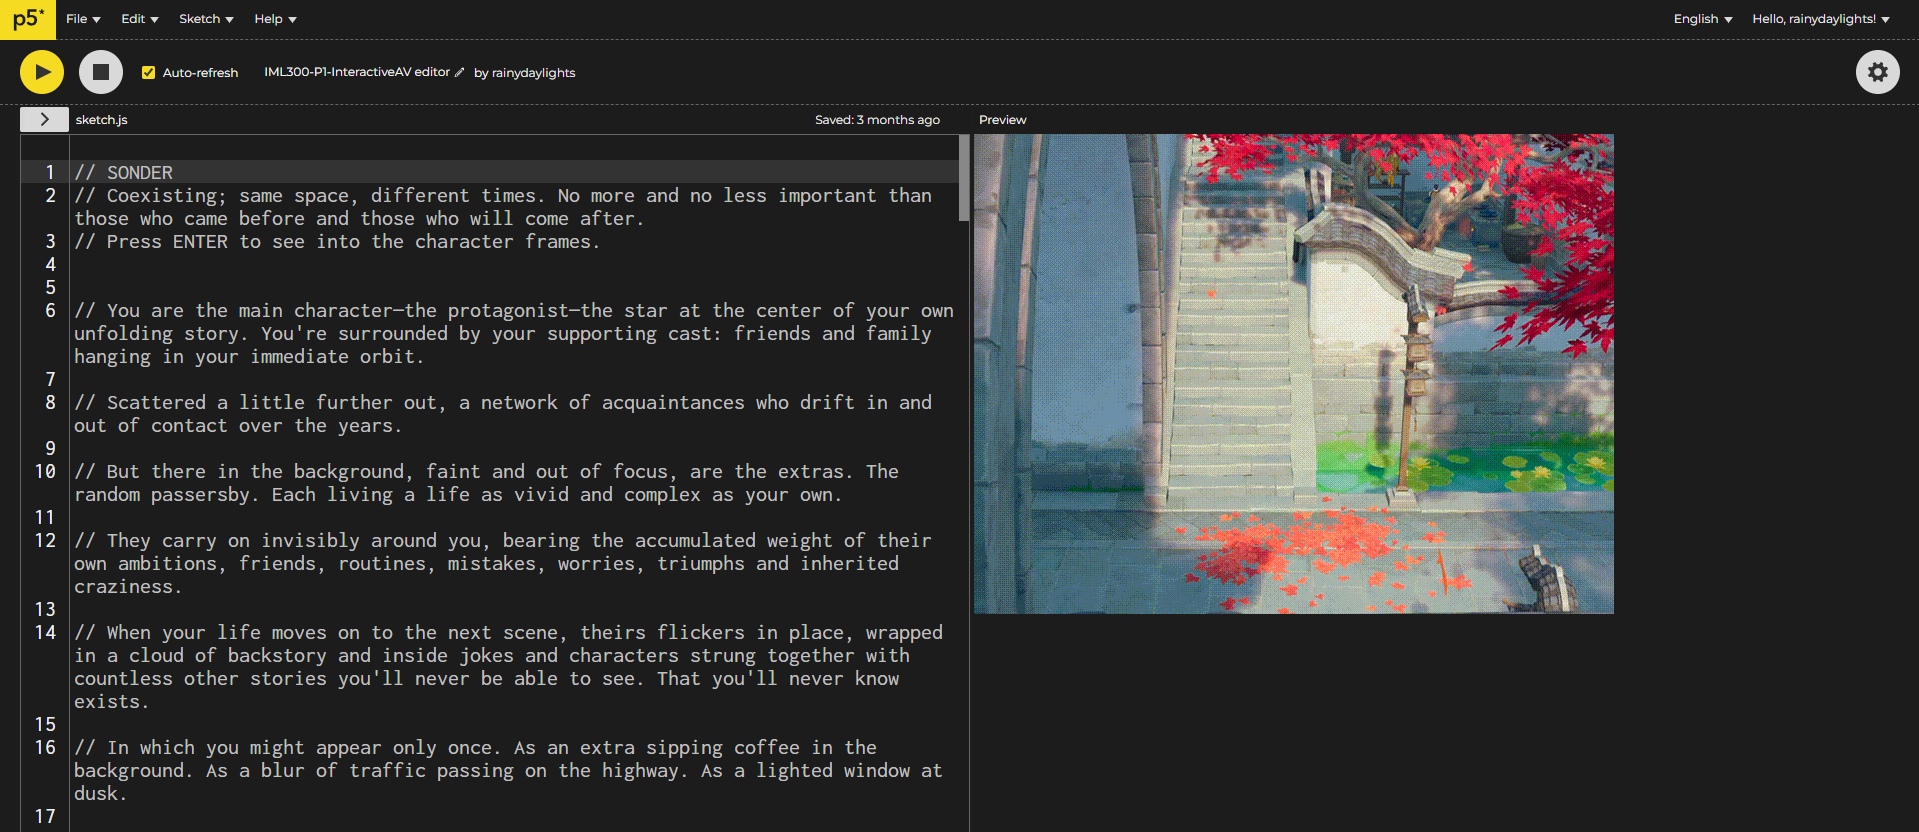 p5*
File Edit Sketch Help English Hello, rainydaylights!
Auto-refresh IML300-P1-InteractiveAV editor by rainydaylights
sketch.js Saved: 3 months ago Preview
1 // SONDER
2 // Coexisting; same space, different times. No more and no less important than
those who came before and those who will come after.
3 // Press ENTER to see into the character frames.
4
5
6 // You are the main character—the protagonist—the star at the center of your own
unfolding story. You're surrounded by your supporting cast: friends and family
hanging in your immediate orbit.
7
8 // Scattered a little further out, a network of acquaintances who drift in and
out of contact over the years.
9
10 // But there in the background, faint and out of focus, are the extras. The
random passersby. Each living a life as vivid and complex as your own.
11
12 // They carry on invisibly around you, bearing the accumulated weight of their
own ambitions, friends, routines, mistakes, worries, triumphs and inherited
craziness.
13
14 // When your life moves on to the next scene, theirs flickers in place, wrapped
in a cloud of backstory and inside jokes and characters strung together with
countless other stories you'll never be able to see. That you'll never know
exists.
15
16 // In which you might appear only once. As an extra sipping coffee in the
background. As a blur of traffic passing on the highway. As a lighted window at
dusk.
17